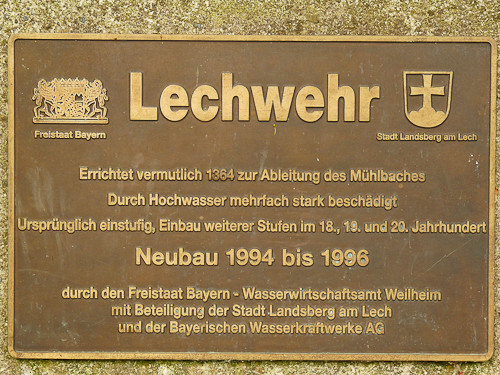 Lechwehr
Freistaat Bayern
Stadt Landsberg am Lech
Errichtet vermutlich 1364 zur Ableitung des Mühlbaches
Durch Hochwasser mehrfach stark beschädigt
Ursprünglich einstufig, Einbau weiterer Stufen im 18., 19. und 20. Jahrhundert
Neubau 1994 bis 1996
durch den Freistaat Bayern - Wasserwirtschaftsamt Weilheim
mit Beteiligung der Stadt Landsberg am Lech
und der Bayerischen Wasserkraftwerke AG